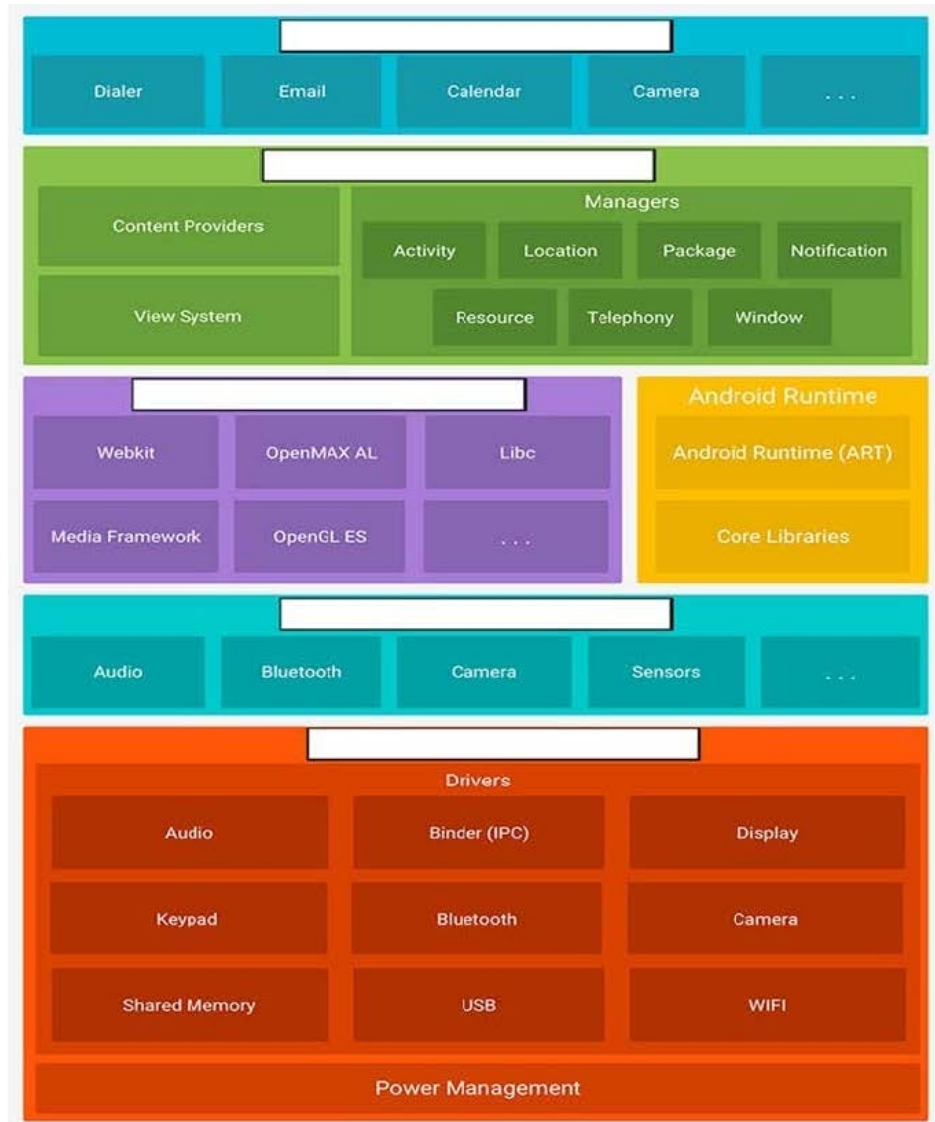 Dialer Email Calendar Camera . . .
Managers
Content Providers
Activity Location Package Notification
View System
Resource Telephony Window
Android Runtime
Webkit OpenMAX AL Libc Android Runtime (ART)
Media Framework OpenGL ES . . . Core Libraries
Audio Bluetooth Camera Sensors . . .
Drivers
Audio Binder (IPC) Display
Keypad Bluetooth Camera
Shared Memory USB WIFI
Power Management